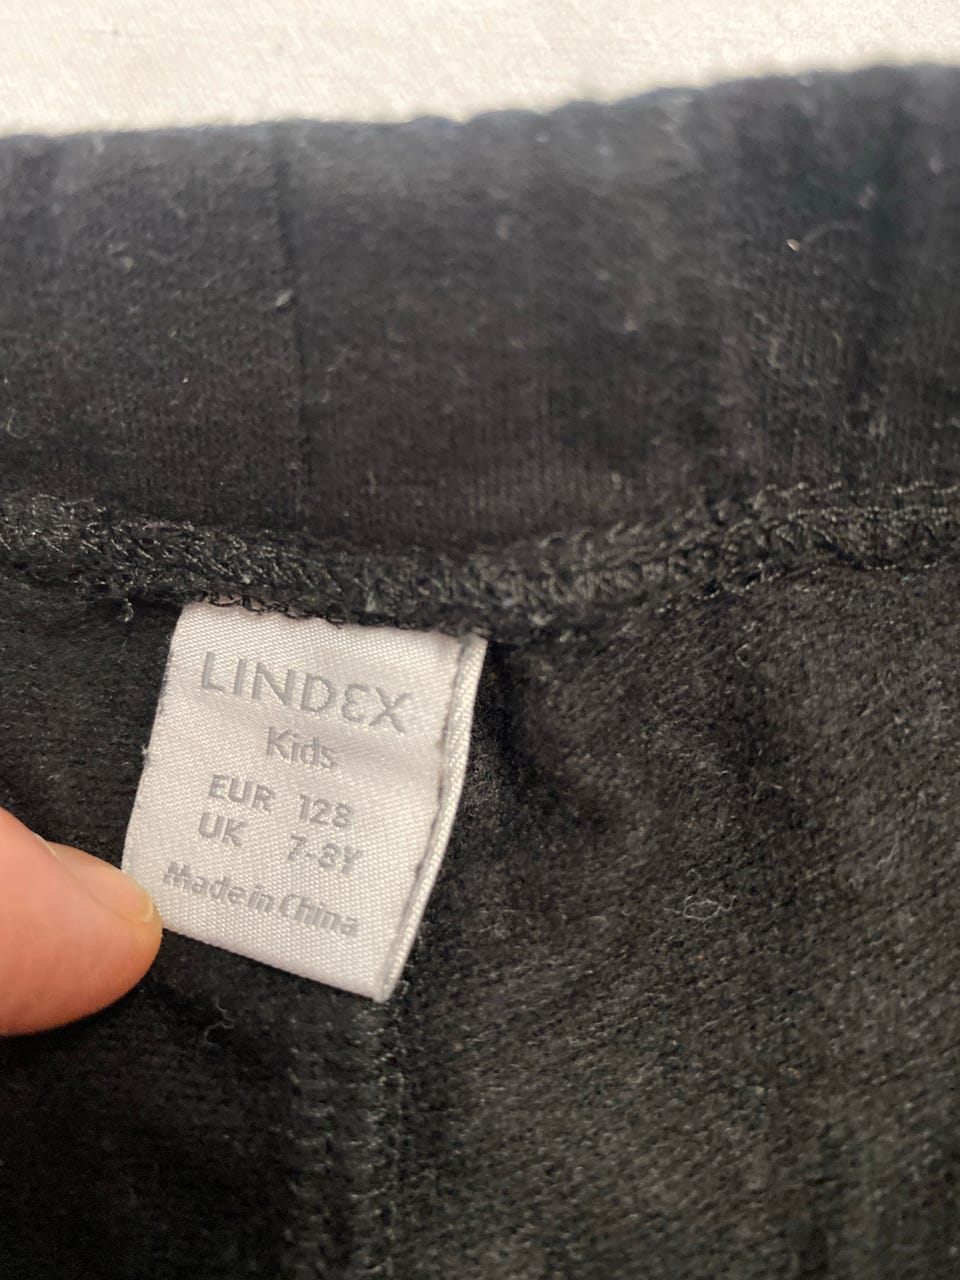 LINDEX
Kids
EUR 128
UK 7-8Y
Made in China